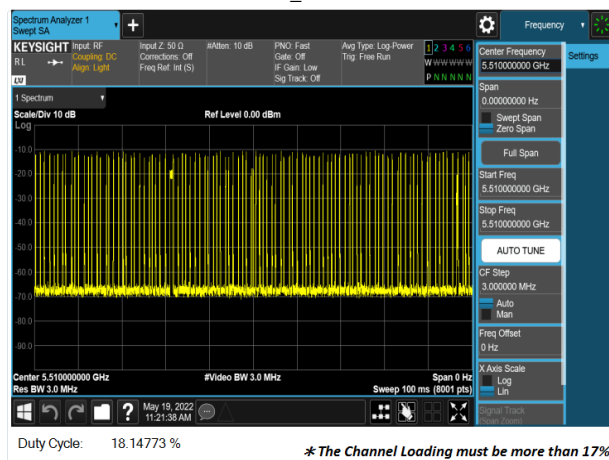 Spectrum Analyzer 1
Swept SA
Frequency
KEYSIGHT
RL
LXI
Input: RF
Coupling: DC
Align: Light
Input Z: 50 Ω
Corrections: Off
Freq Ref: Int (S)
#Atten: 10 dB
PNO: Fast
Gate: Off
IF Gain: Low
Sig Track: Off
Avg Type: Log-Power
Trig: Free Run
1 2 3 4 5 6
W W W W W W
P N N N N N
Center Frequency
5.510000000 GHz
Settings
Span
0.00000000 Hz
Swept Span
Zero Span
Full Span
Start Freq
5.510000000 GHz
Stop Freq
5.510000000 GHz
AUTO TUNE
CF Step
3.000000 MHz
Auto
Man
Freq Offset
0 Hz
X Axis Scale
Log
Lin
Signal Track
(Span Zoom)
1 Spectrum
Scale/Div 10 dB
Ref Level 0.00 dBm
Log
-10.0
-20.0
-30.0
-40.0
-50.0
-60.0
-70.0
-80.0
-90.0
Center 5.510000000 GHz
#Video BW 3.0 MHz
Span 0 Hz
Res BW 3.0 MHz
Sweep 100 ms (8001 pts)
?
May 19, 2022
11:21:38 AM
Duty Cycle: 18.14773 %
* The Channel Loading must be more than 17%